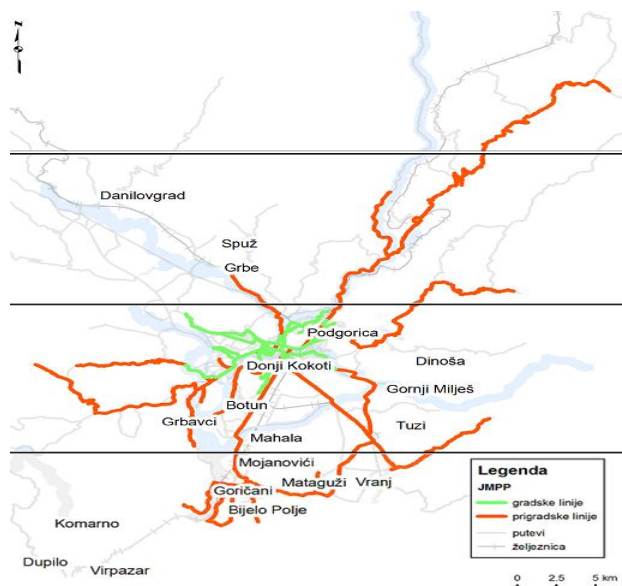 N
Danilovgrad
Spuž
Grbe
Podgorica
Dinoša
Donji Kokoti
Gornji Milješ
Botun
Grbavci
Tuzi
Mahala
Mojanovići
Mataguži
Vranj
Goričani
Bijelo Polje
Komarno
Dupilo
Virpazar
Legenda
JMPP
gradske linije
prigradske linije
putevi
željeznica
0 2.5 5 km